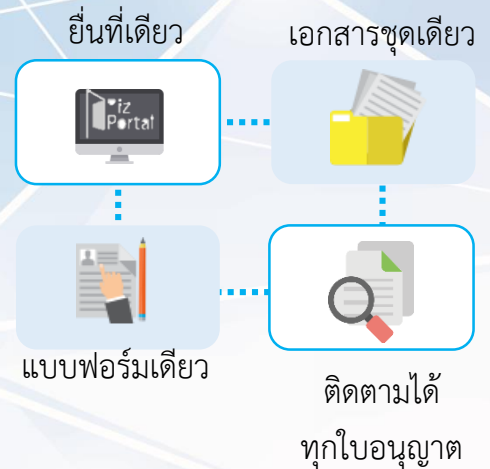 ยื่นที่เดียว
เอกสารชุดเดียว
iz
Portal
แบบฟอร์มเดียว
ติดตามได้
ทุกใบอนุญาต